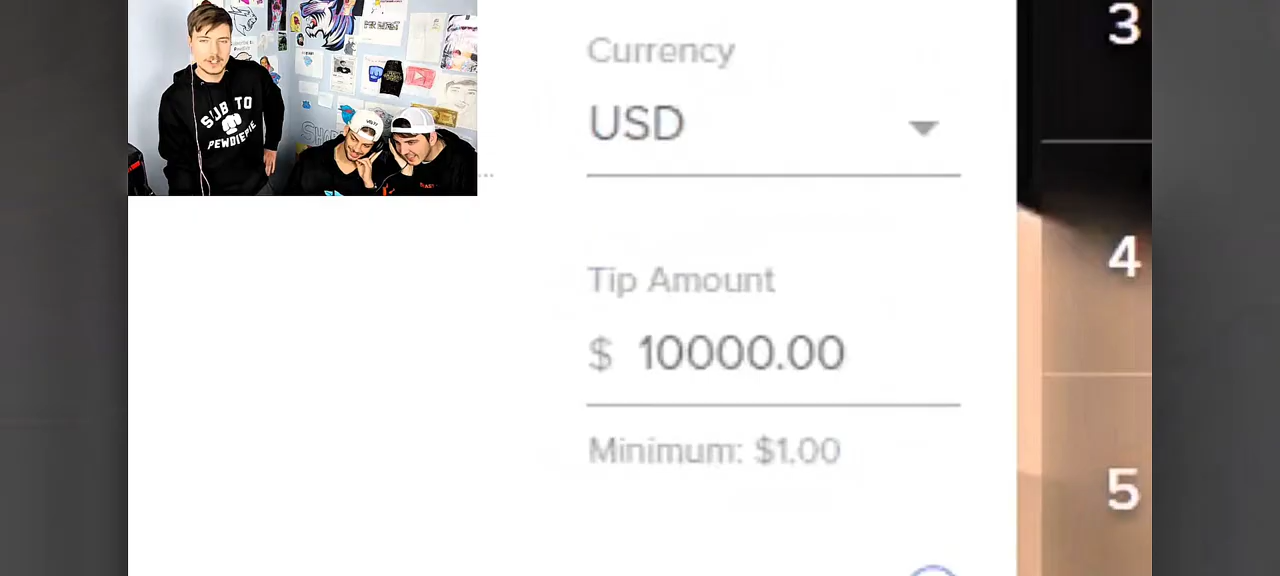 SUB TO
PEWDIEPIE
Currency
USD
Tip Amount
$ 10000.00
Minimum: $1.00
3
4
5